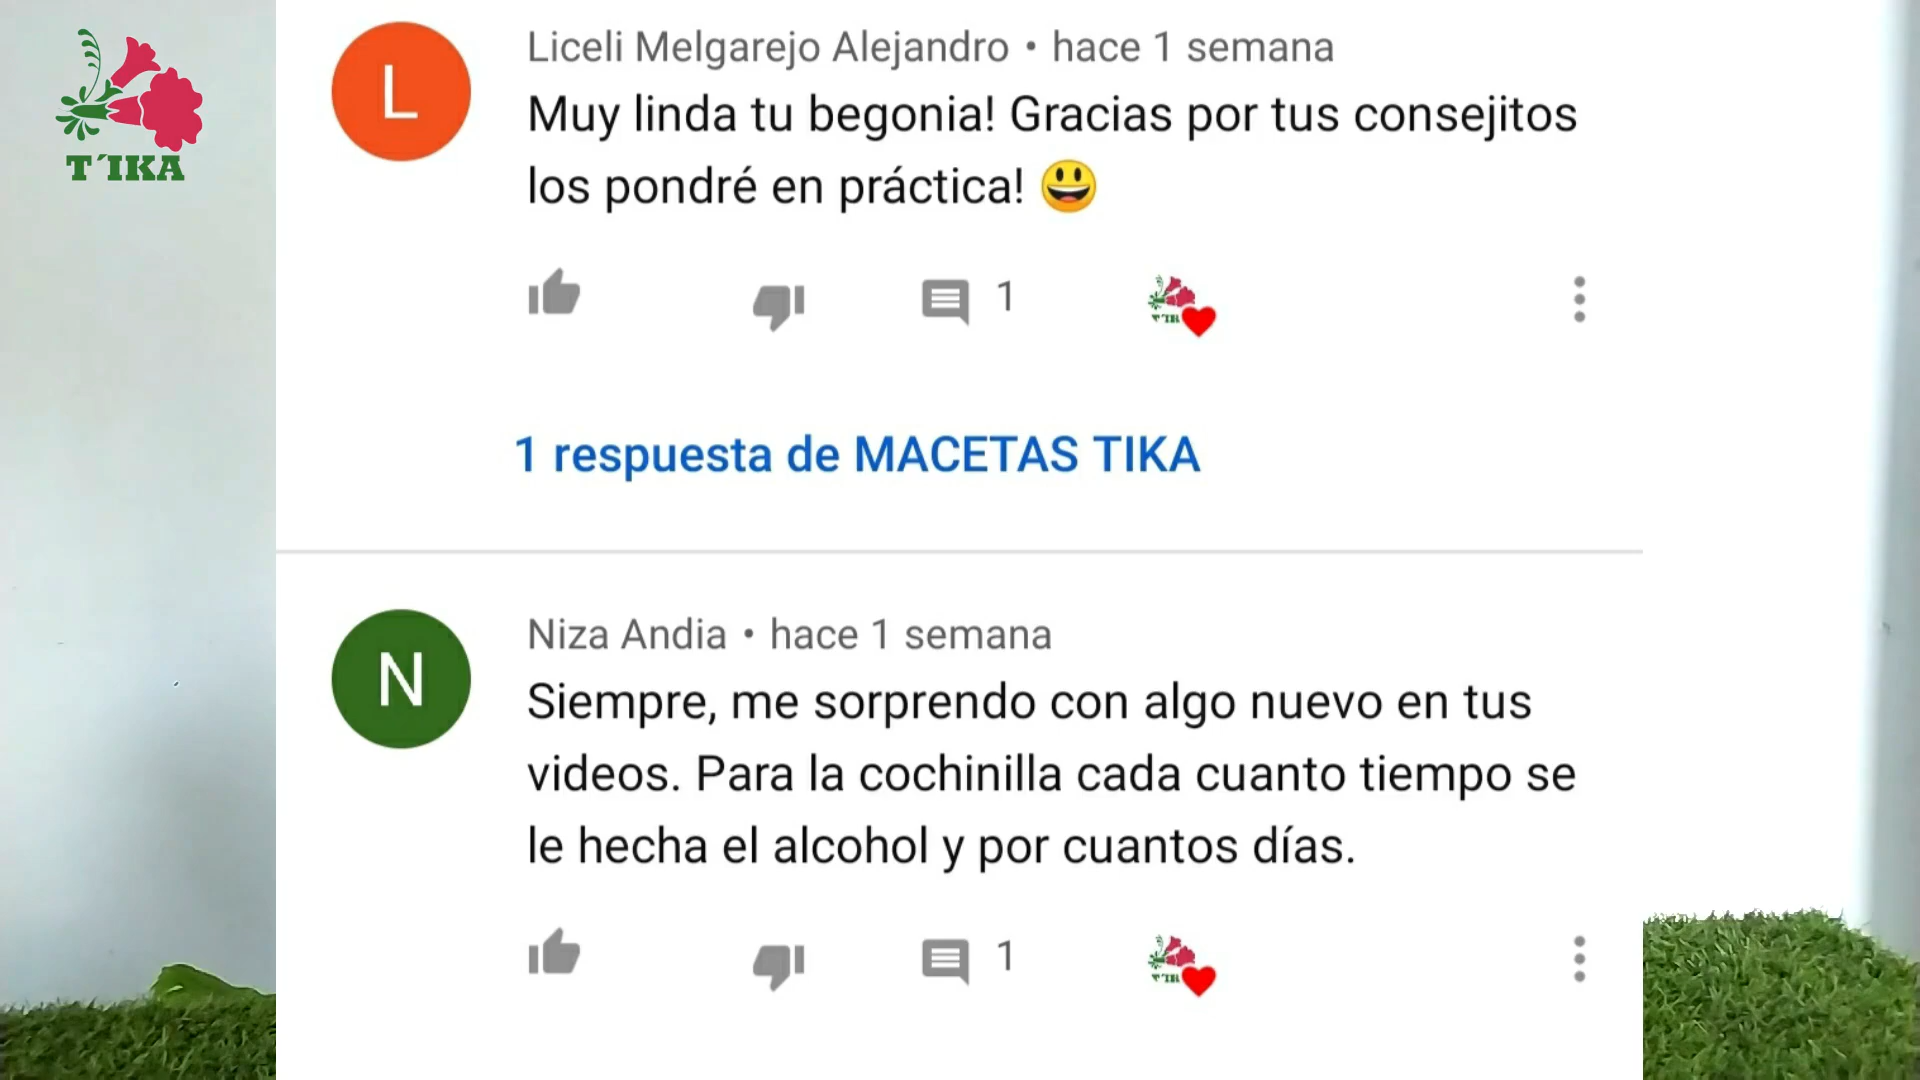 T´IKA
L
Liceli Melgarejo Alejandro • hace 1 semana
Muy linda tu begonia! Gracias por tus consejitos
los pondré en práctica! 😃
1
1 respuesta de MACETAS TIKA
N
Niza Andia • hace 1 semana
Siempre, me sorprendo con algo nuevo en tus
videos. Para la cochinilla cada cuanto tiempo se
le hecha el alcohol y por cuantos días.
1